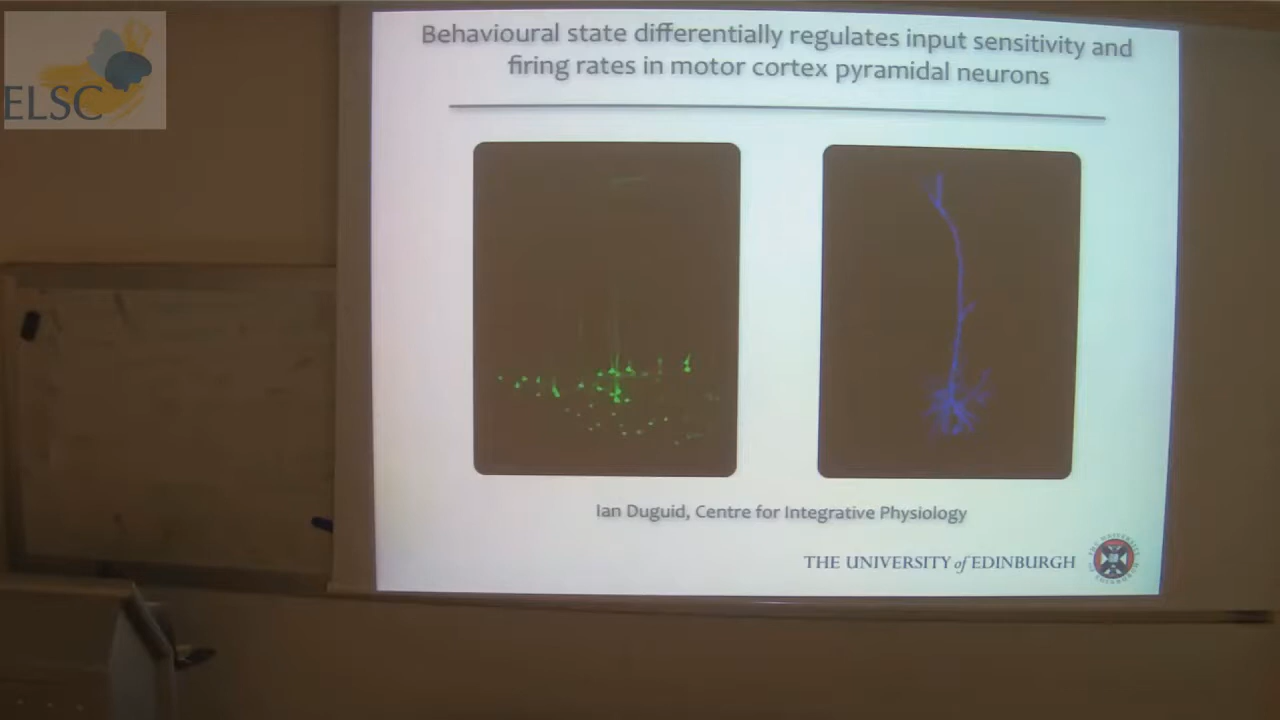 ELSC
Behavioural state differentially regulates input sensitivity and
firing rates in motor cortex pyramidal neurons
Ian Duguid, Centre for Integrative Physiology
THE UNIVERSITY of EDINBURGH